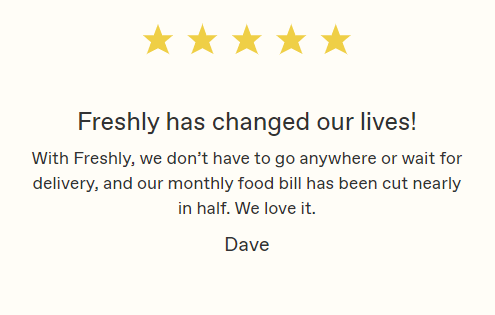 Freshly has changed our lives!
With Freshly, we don’t have to go anywhere or wait for
delivery, and our monthly food bill has been cut nearly
in half. We love it.
Dave